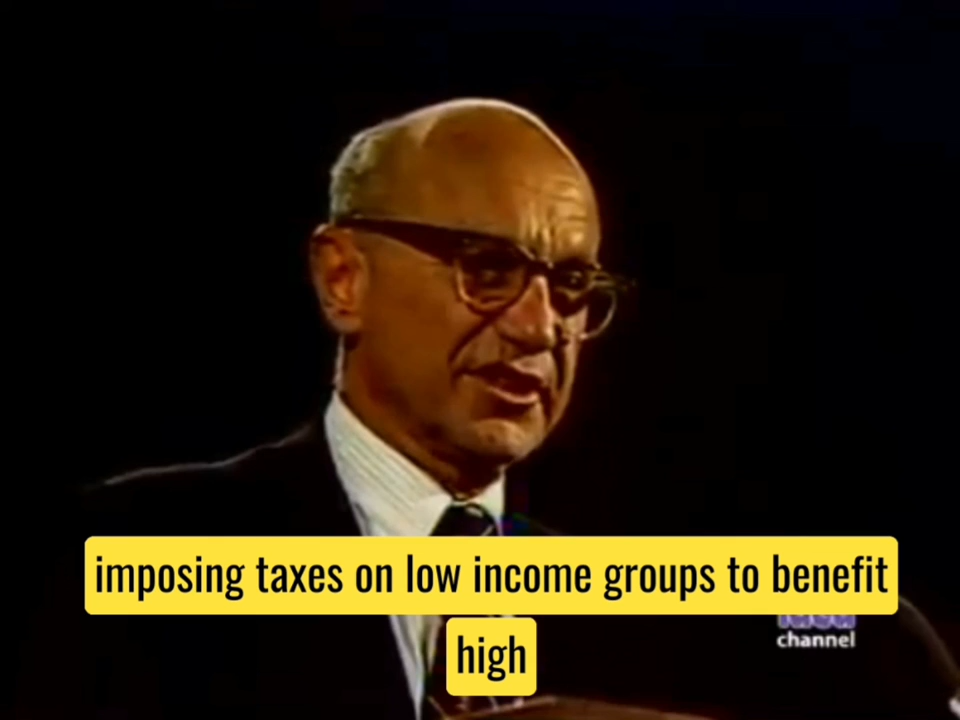 imposing taxes on low income groups to benefit
high
channel